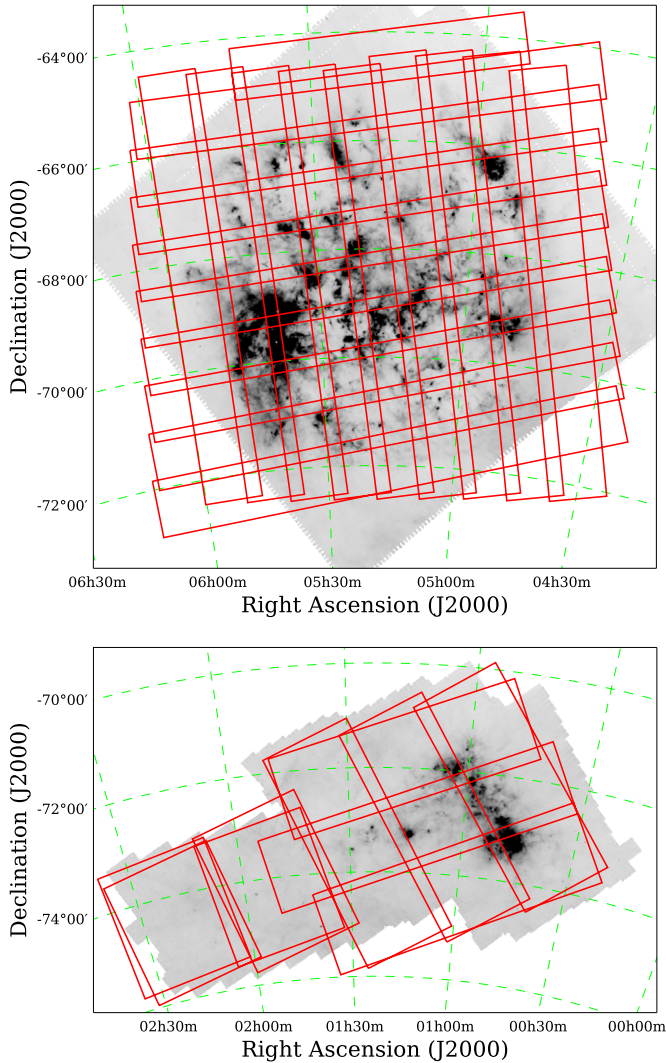 -64°00′
-66°00′
-68°00′
-70°00′
-72°00′
Declination (J2000)
06h30m 06h00m 05h30m 05h00m 04h30m
Right Ascension (J2000)
-70°00′
-72°00′
-74°00′
Declination (J2000)
02h30m 02h00m 01h30m 01h00m 00h30m 00h00m
Right Ascension (J2000)